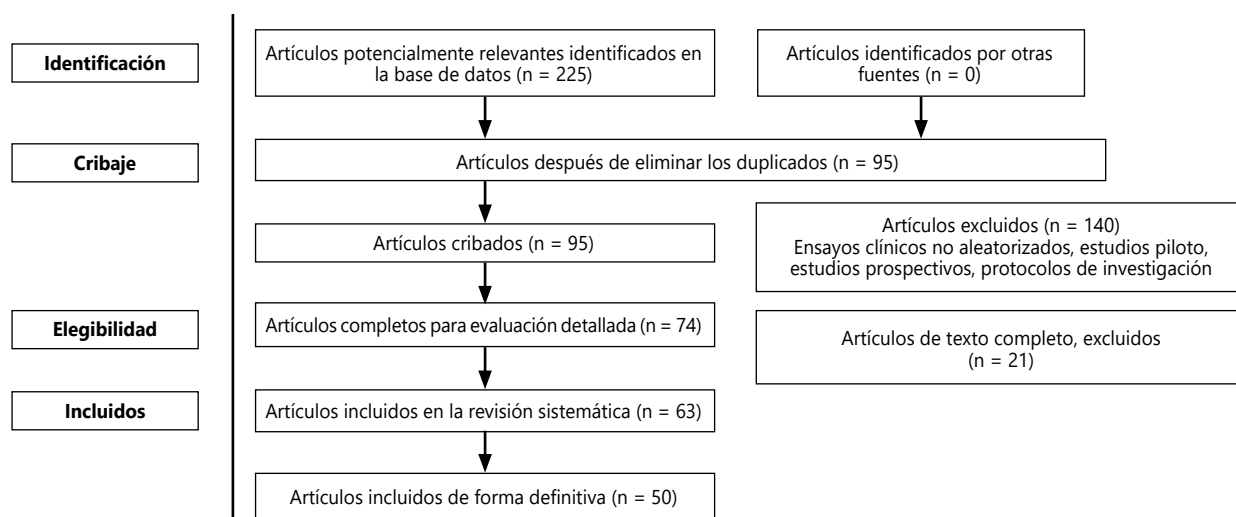 Identificación
Artículos potencialmente relevantes identificados en
la base de datos (n = 225)
Artículos identificados por otras
fuentes (n = 0)
Cribaje
Artículos después de eliminar los duplicados (n = 95)
Artículos cribados (n = 95)
Artículos excluidos (n = 140)
Ensayos clínicos no aleatorizados, estudios piloto,
estudios prospectivos, protocolos de investigación
Elegibilidad
Artículos completos para evaluación detallada (n = 74)
Artículos de texto completo, excluidos
(n = 21)
Incluidos
Artículos incluidos en la revisión sistemática (n = 63)
Artículos incluidos de forma definitiva (n = 50)